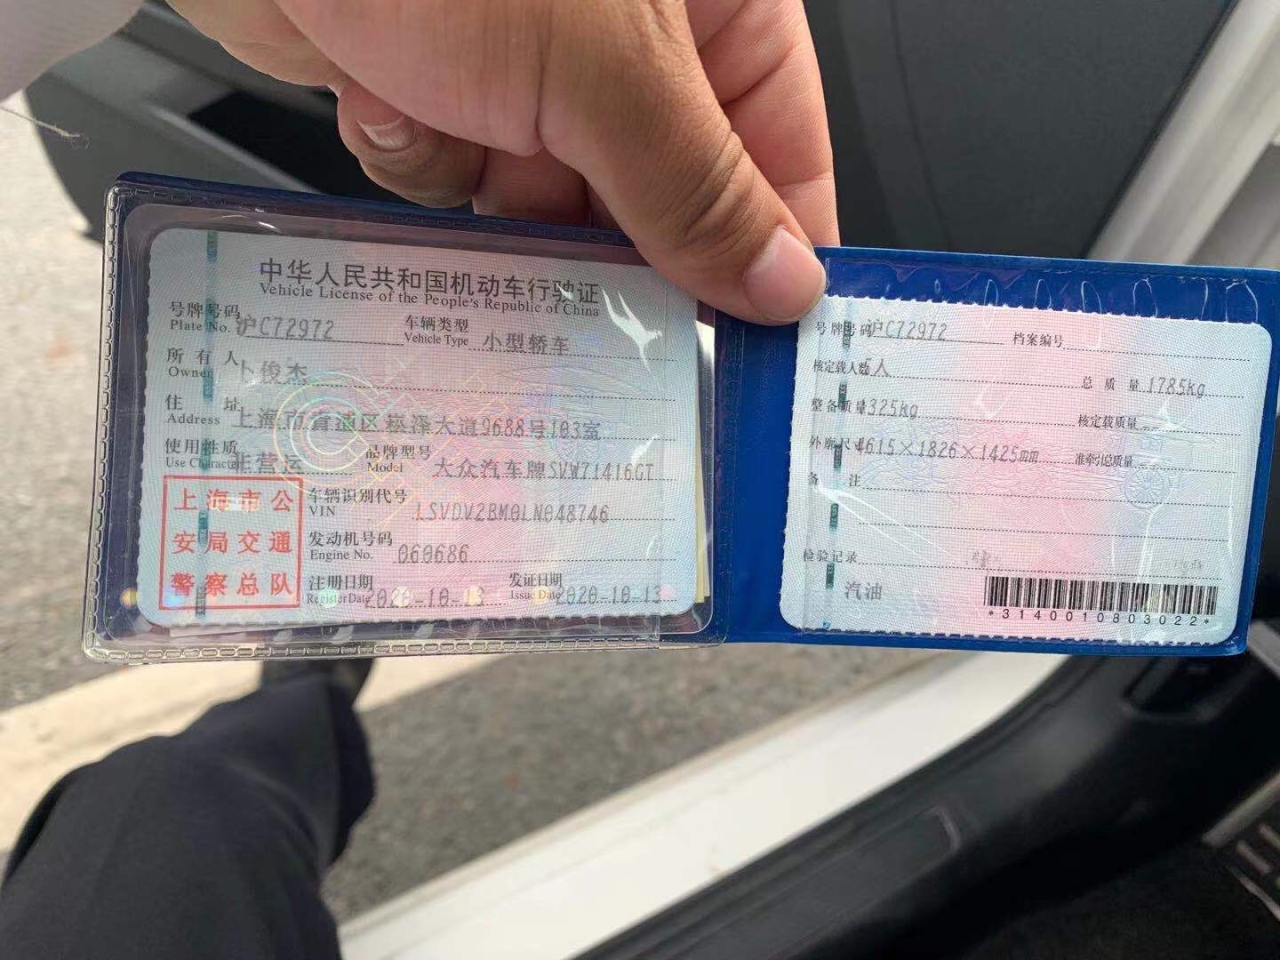 中华人民共和国机动车行驶证
Vehicle License of the People's Republic of China
号牌号码 沪C72972 车辆类型 小型轿车
Plate No. Vehicle Type
所有人 卜俊杰
Owner
住址 上海市青浦区崧泽大道9688号103室
Address
使用性质 非营运 品牌型号 大众汽车牌SVW71416GT
Use Character Model
车辆识别代号 LSVDV2BM0LN048746
VIN
发动机号码 060686
Engine No.
注册日期 2020-10-13 发证日期 2020-10-13
Register Date Issue Date
上海市公
安局交通
警察总队
号牌号码 沪C72972 档案编号
核定载人数 5人 总质量 1785kg
整备质量 325kg 核定载质量
外廓尺 4615×1826×1425mm 准牵引总质量
备注
检验记录
汽油
*3140010803022*